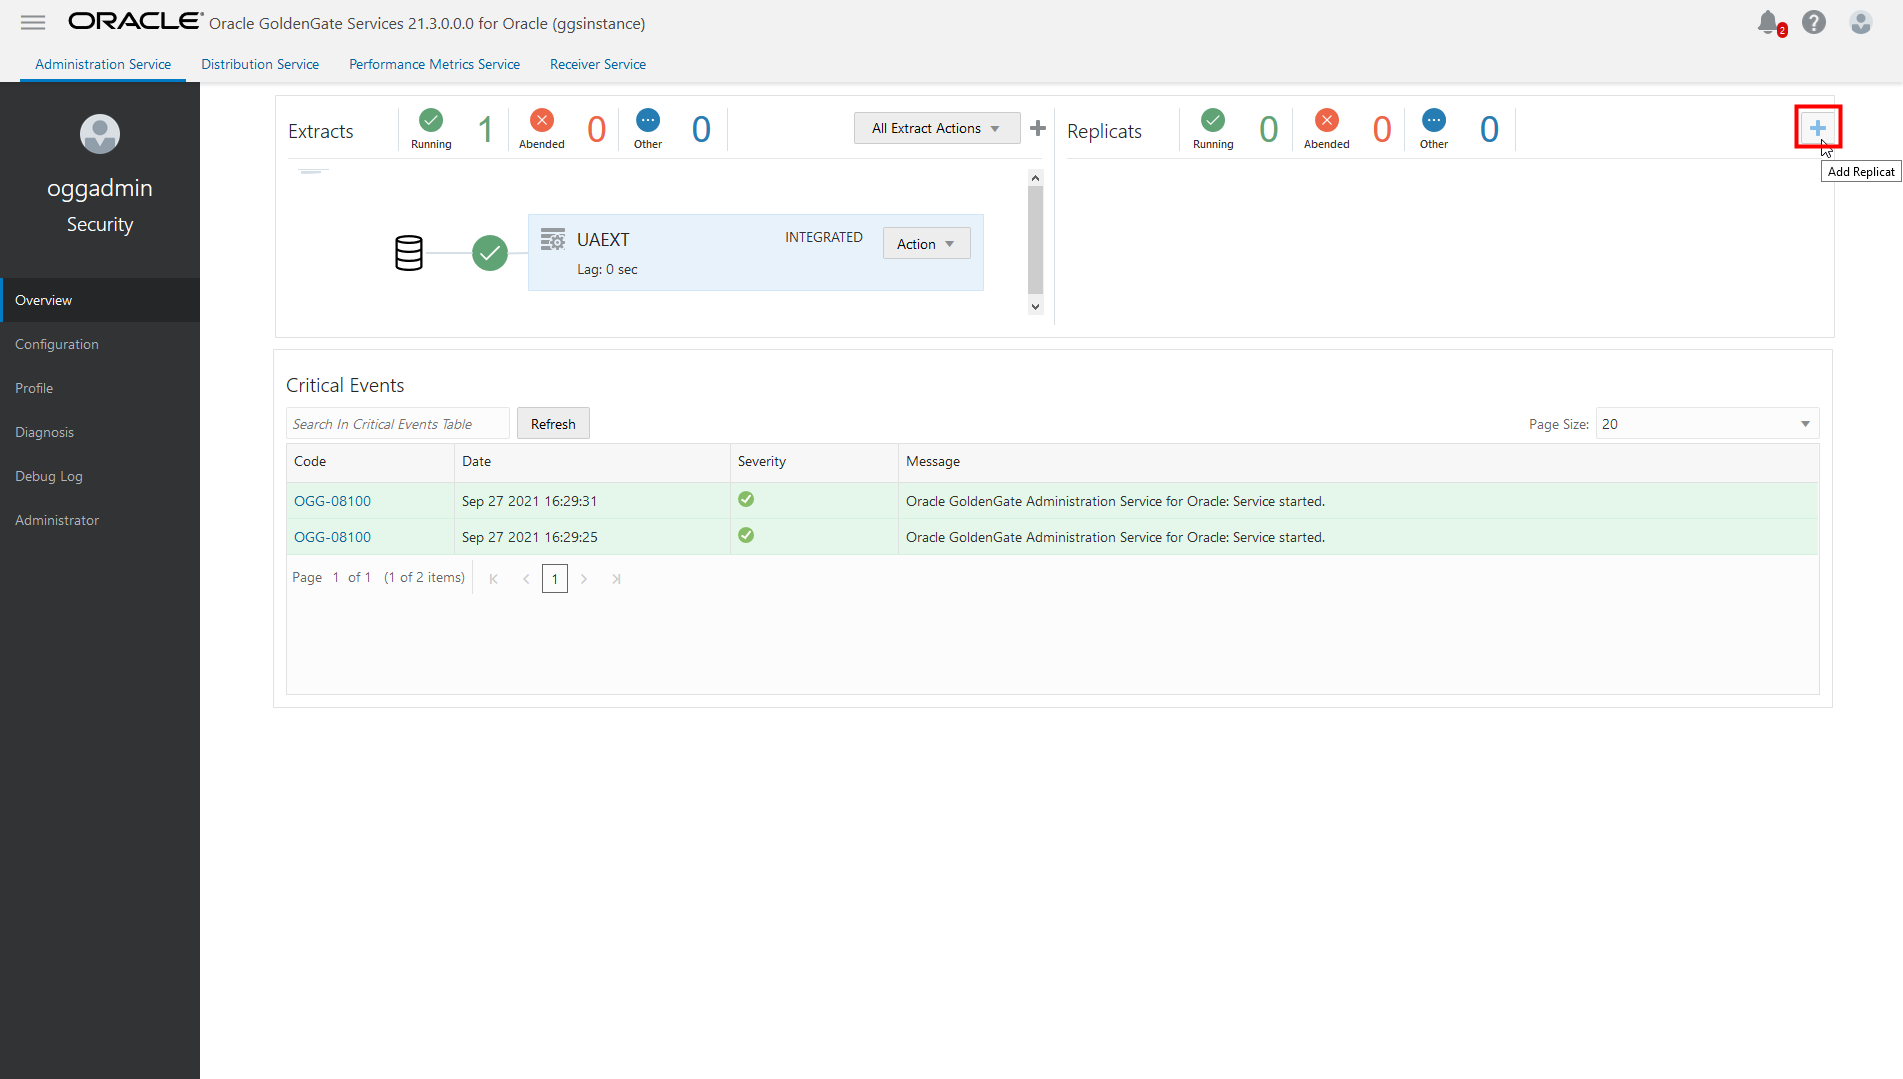 ORACLE Oracle GoldenGate Services 21.3.0.0.0 for Oracle (ggsinstance)
2
?
Administration Service Distribution Service Performance Metrics Service Receiver Service
oggadmin
Security
Overview
Configuration
Profile
Diagnosis
Debug Log
Administrator
Extracts Running 1 Abended 0 Other 0 All Extract Actions
UAEXT INTEGRATED Action
Lag: 0 sec
Replicats Running 0 Abended 0 Other 0
Add Replicat
Critical Events
Search In Critical Events Table Refresh Page Size: 20
Code Date Severity Message
OGG-08100 Sep 27 2021 16:29:31 Oracle GoldenGate Administration Service for Oracle: Service started.
OGG-08100 Sep 27 2021 16:29:25 Oracle GoldenGate Administration Service for Oracle: Service started.
Page 1 of 1 (1 of 2 items) 1